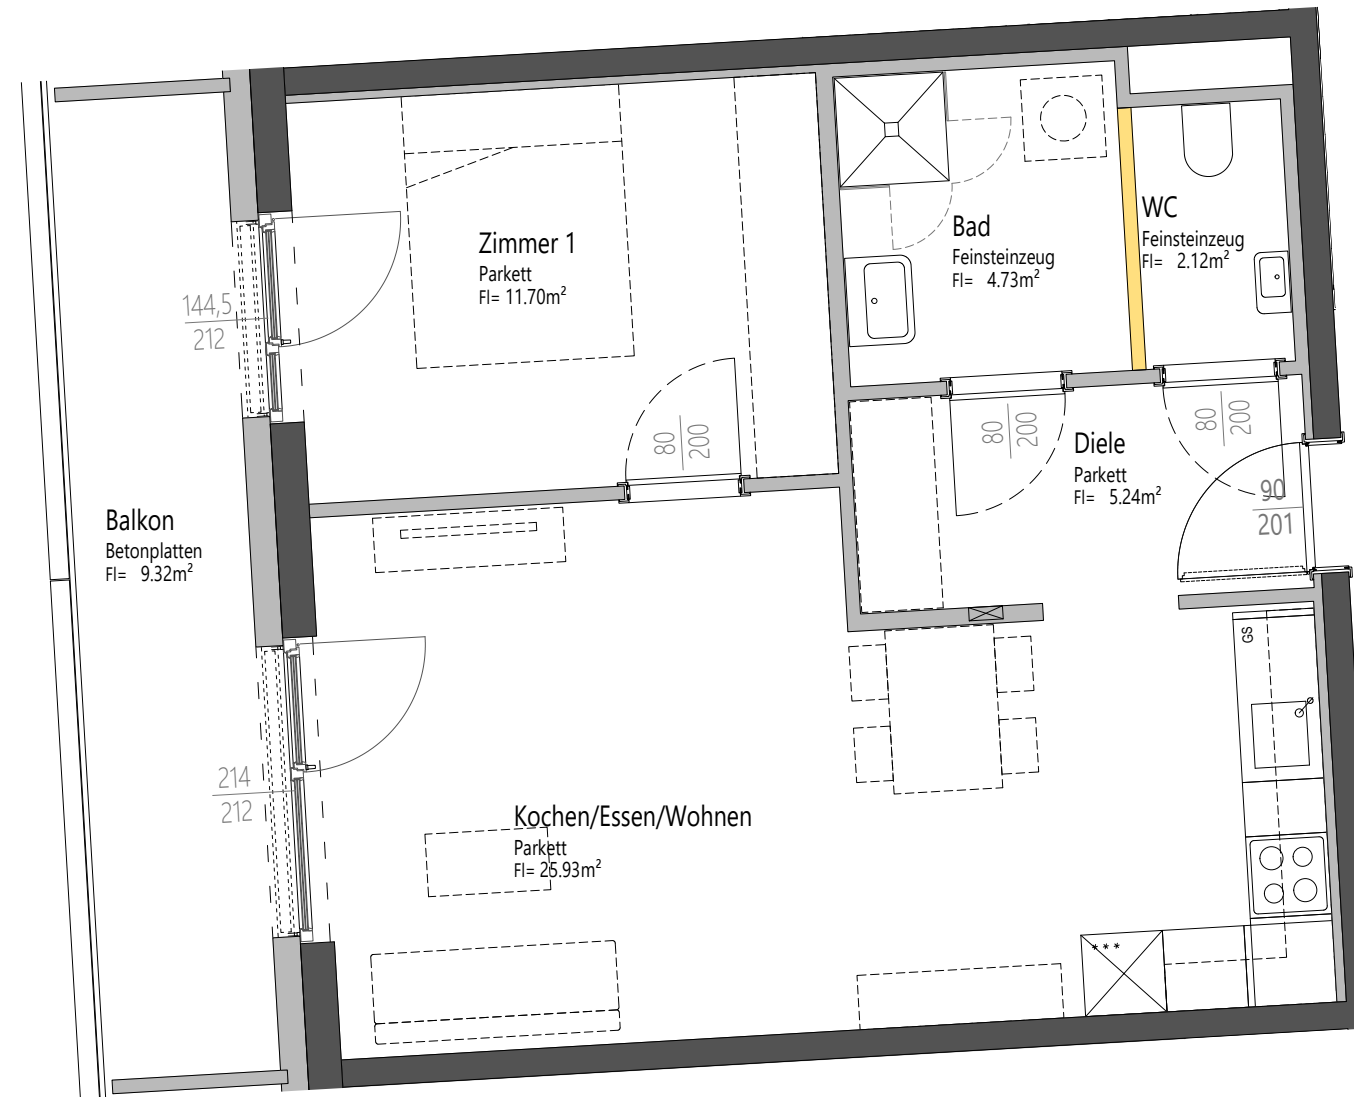 Zimmer 1
Parkett
Fl= 11.70m²
Bad
Feinsteinzeug
Fl= 4.73m²
WC
Feinsteinzeug
Fl= 2.12m²
144,5
212
80
200
80
200
80
200
Diele
Parkett
Fl= 5.24m²
90
201
Balkon
Betonplatten
Fl= 9.32m²
GS
214
212
Kochen/Essen/Wohnen
Parkett
Fl= 25.93m²
***